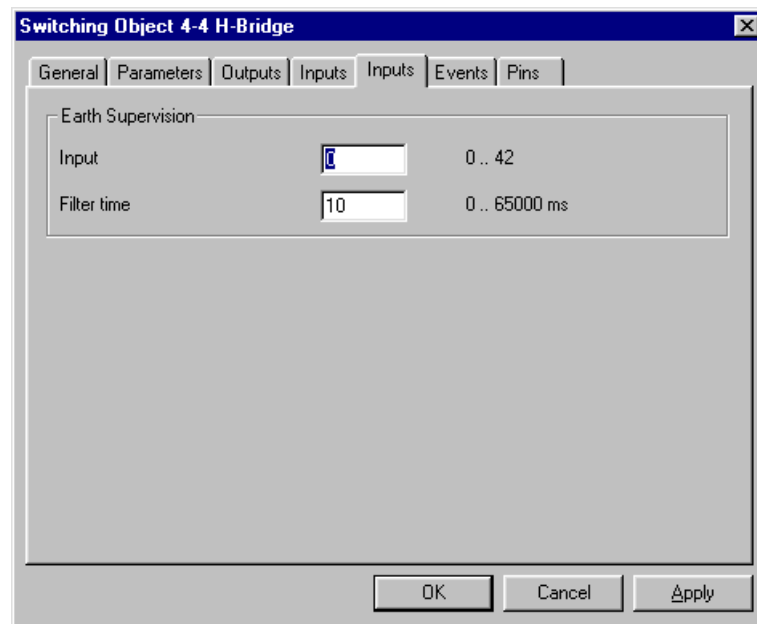 Switching Object 4-4 H-Bridge
General Parameters Outputs Inputs Inputs Events Pins
Earth Supervision
Input 0 0 .. 42
Filter time 10 0 .. 65000 ms
OK Cancel Apply